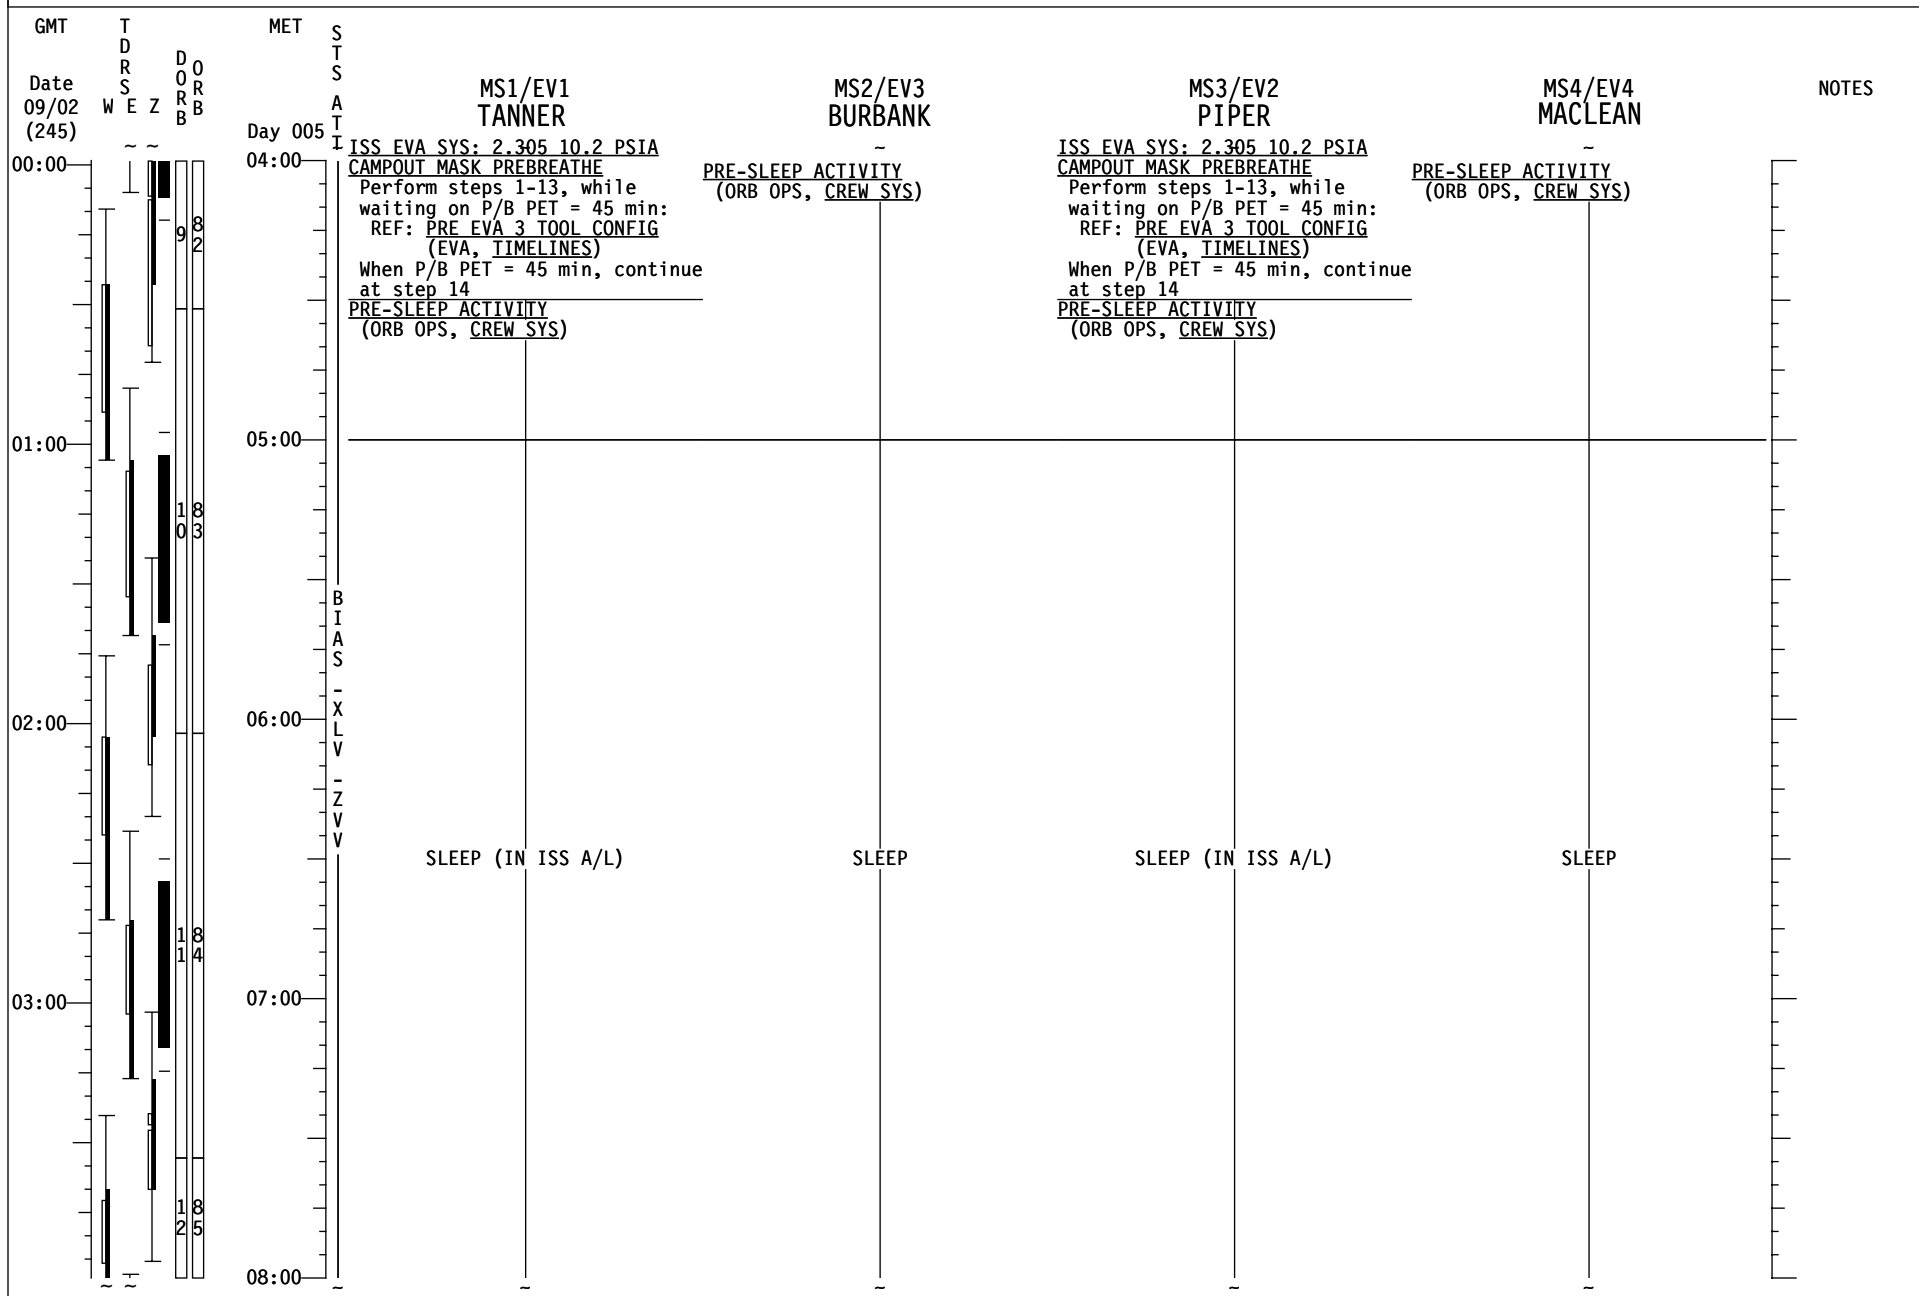 GMT
TDRS
W E Z
DORB
ORB
MET
STS ATT
Date
09/02
(245)
Day 005
MS1/EV1
TANNER
MS2/EV3
BURBANK
MS3/EV2
PIPER
MS4/EV4
MACLEAN
NOTES
~ ~
~ ~ ~ ~
00:00
04:00
ISS EVA SYS: 2.305 10.2 PSIA
CAMPOUT MASK PREBREATHE
Perform steps 1-13, while
waiting on P/B PET = 45 min:
REF: PRE EVA 3 TOOL CONFIG
(EVA, TIMELINES)
When P/B PET = 45 min, continue
at step 14
PRE-SLEEP ACTIVITY
(ORB OPS, CREW SYS)
PRE-SLEEP ACTIVITY
(ORB OPS, CREW SYS)
ISS EVA SYS: 2.305 10.2 PSIA
CAMPOUT MASK PREBREATHE
Perform steps 1-13, while
waiting on P/B PET = 45 min:
REF: PRE EVA 3 TOOL CONFIG
(EVA, TIMELINES)
When P/B PET = 45 min, continue
at step 14
PRE-SLEEP ACTIVITY
(ORB OPS, CREW SYS)
PRE-SLEEP ACTIVITY
(ORB OPS, CREW SYS)
9
82
01:00
05:00
10
83
BIAS -XLV -ZVV
02:00
06:00
SLEEP (IN ISS A/L)
SLEEP
SLEEP (IN ISS A/L)
SLEEP
11
84
03:00
07:00
12
85
08:00
~ ~ ~ ~ ~ ~ ~